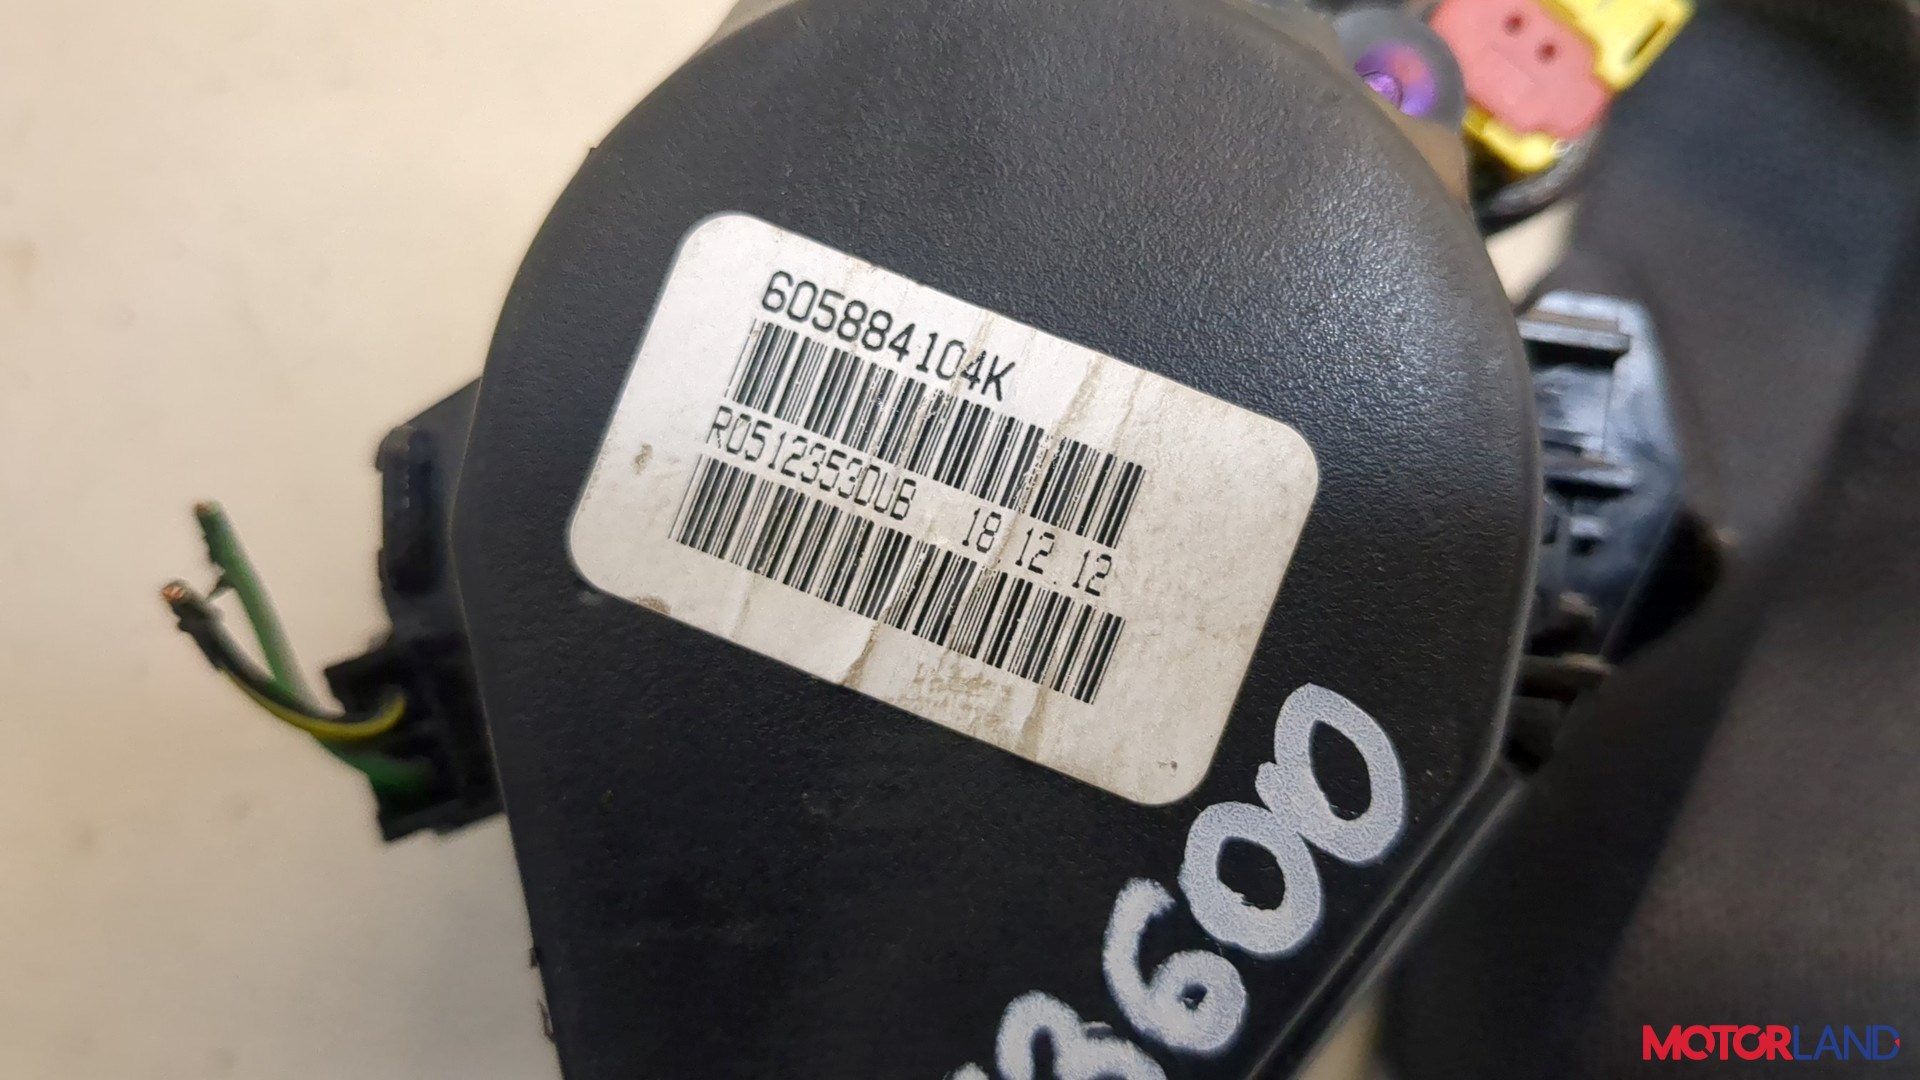 605884104K
R0512353DUB 18.12.12
3600
MOTORLAND